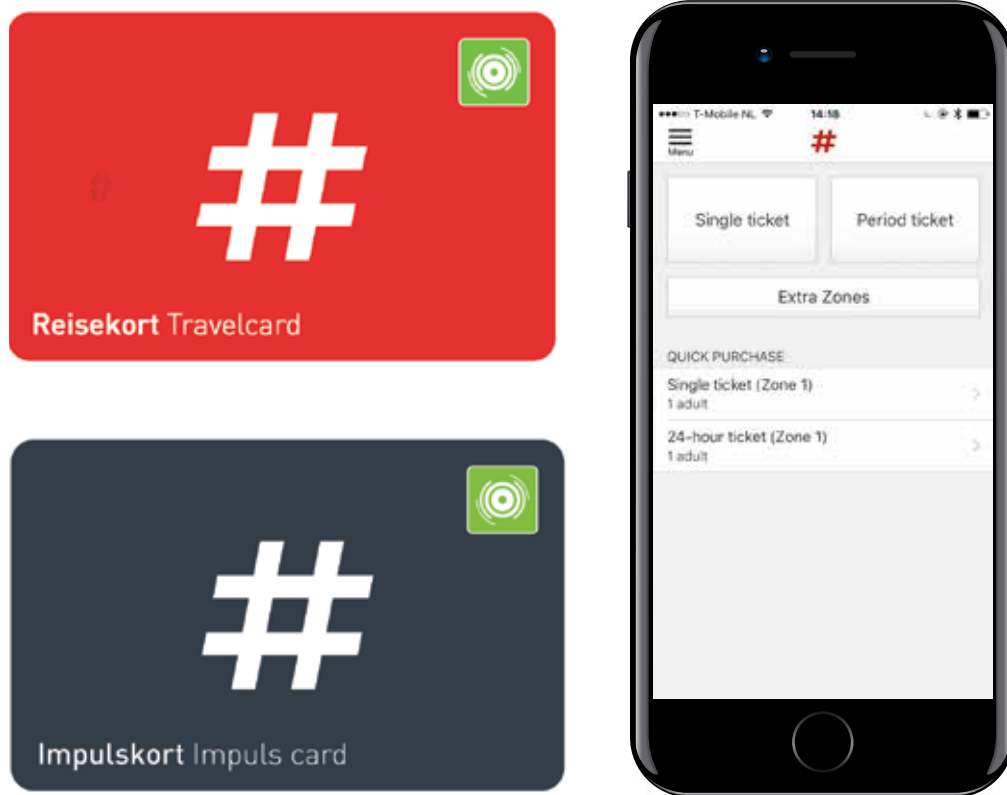 #
#
Reisekort Travelcard
#
Impulskort Impuls card
T-Mobile NL 14:18
Menu
#
Single ticket
Period ticket
Extra Zones
QUICK PURCHASE
Single ticket (Zone 1)
1 adult
24-hour ticket (Zone 1)
1 adult